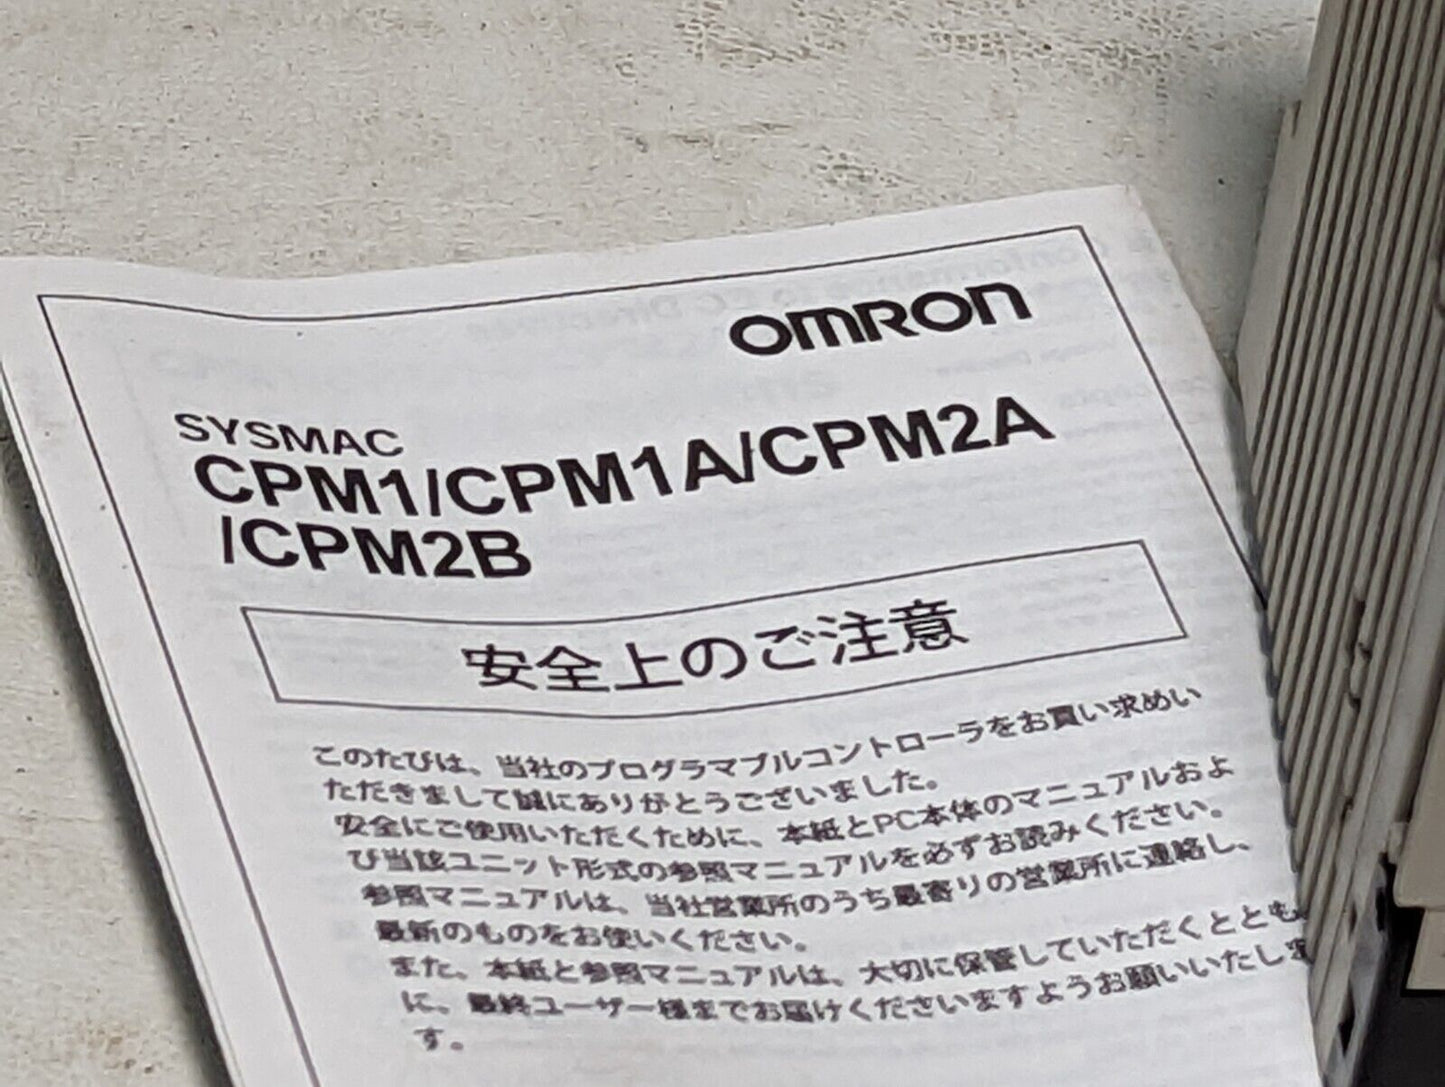 OMRON
SYSMAC
CPM1/CPM1A/CPM2A
/CPM2B
安全上のご注意
このたびは、当社のプログラマブルコントローラをお買い求めい
ただきまして誠にありがとうございました。
安全にご使用いただくために、本紙とPC本体のマニュアルおよ
び当該ユニット形式の参照マニュアルを必ずお読みください。
参照マニュアルは、当社営業所のうち最寄りの営業所に連絡し、
最新のものをお使いください。
また、本紙と参照マニュアルは、大切に保管していただくととも
に、最終ユーザー様までお届けくださいますようお願いいたしま
す。